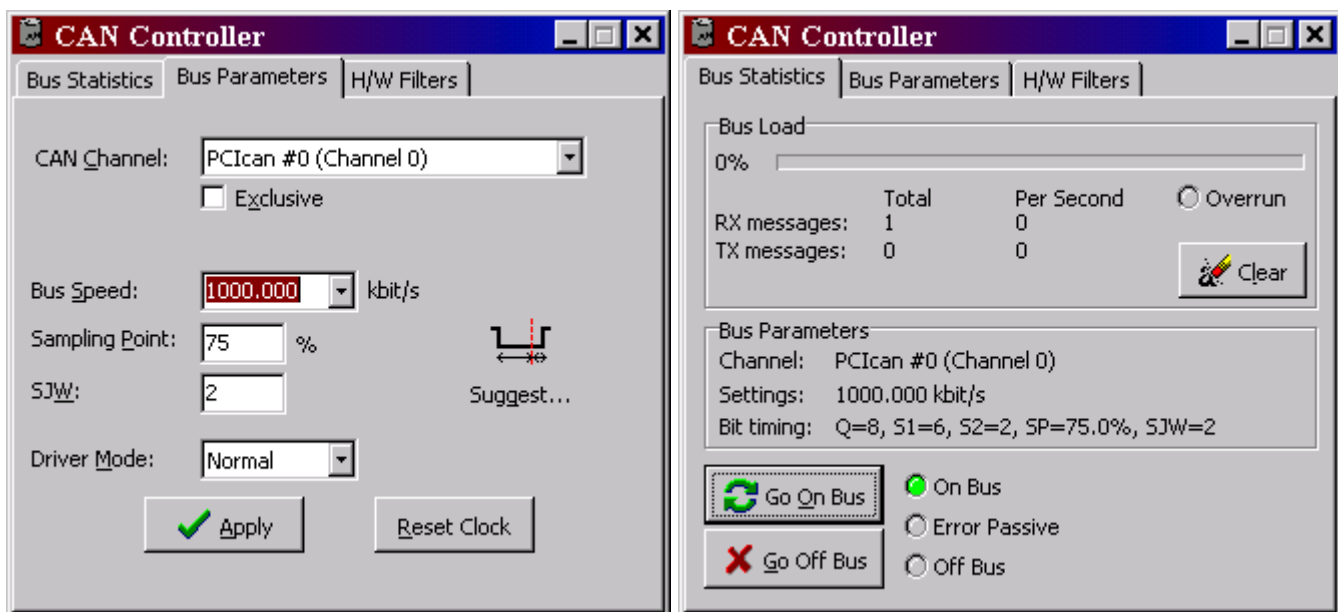 CAN Controller
Bus Statistics Bus Parameters H/W Filters
CAN Channel: PCIcan #0 (Channel 0)
Exclusive
Bus Speed: 1000.000 kbit/s
Sampling Point: 75 %
SJW: 2
Suggest...
Driver Mode: Normal
Apply Reset Clock
CAN Controller
Bus Statistics Bus Parameters H/W Filters
Bus Load
0%
Total Per Second Overrun
RX messages: 1 0
TX messages: 0 0
Clear
Bus Parameters
Channel: PCIcan #0 (Channel 0)
Settings: 1000.000 kbit/s
Bit timing: Q=8, S1=6, S2=2, SP=75.0%, SJW=2
Go On Bus On Bus
Error Passive
Go Off Bus Off Bus